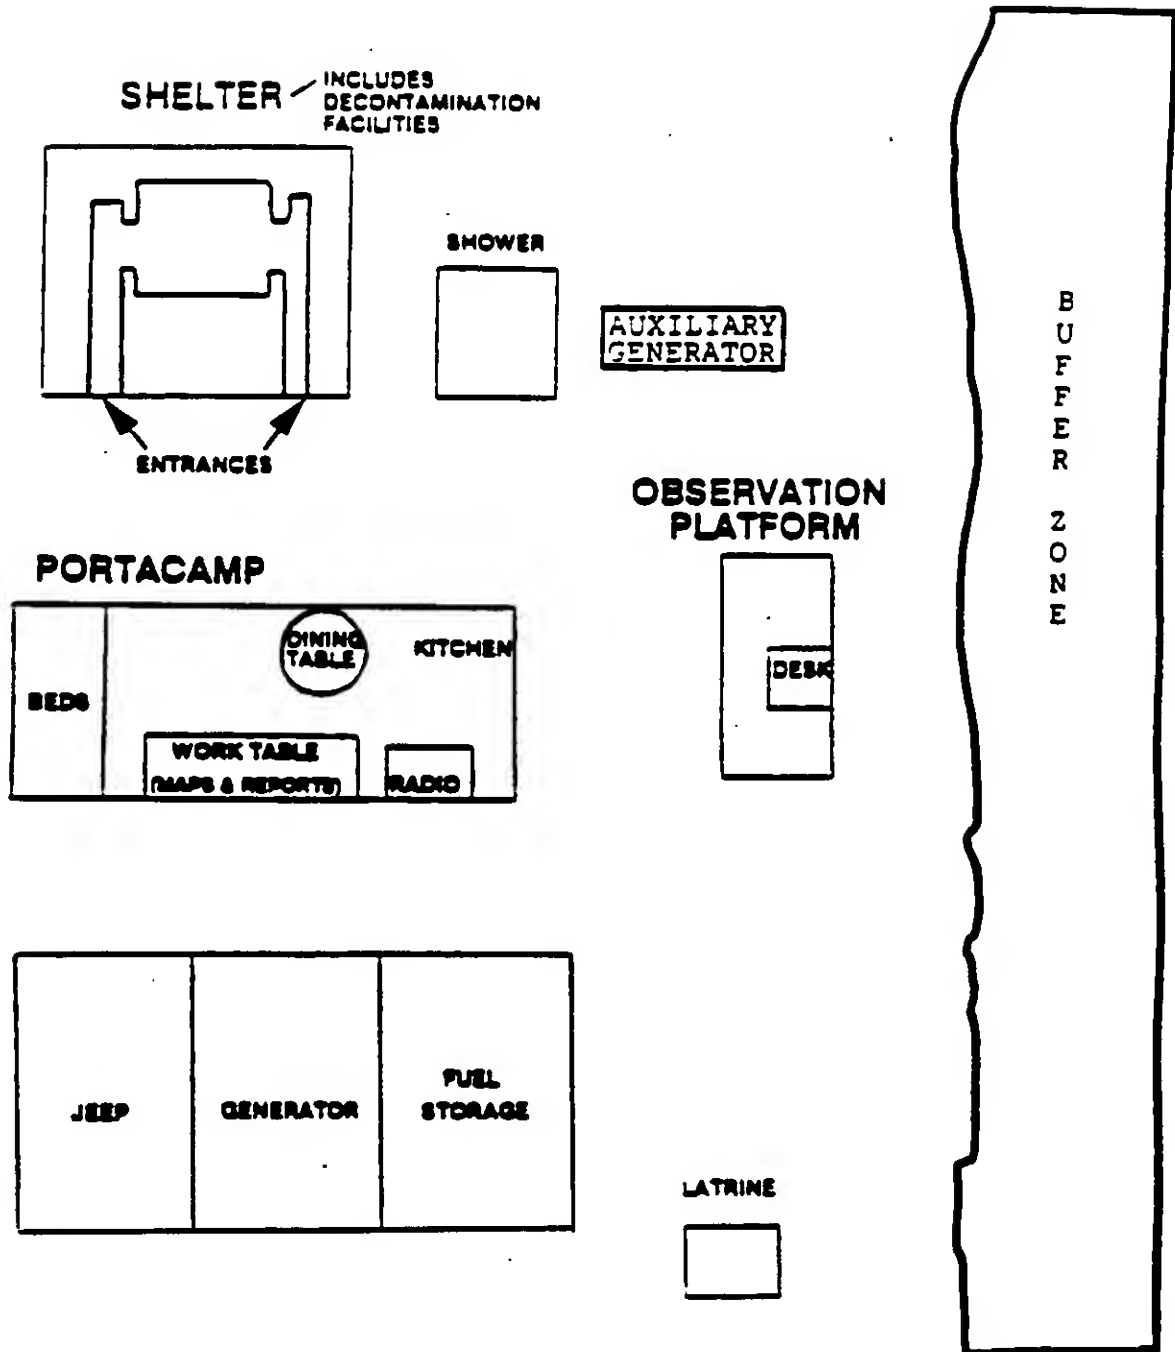 SHELTER
INCLUDES
DECONTAMINATION
FACILITIES
SHOWER
AUXILIARY
GENERATOR
ENTRANCES
B
U
F
F
E
R
Z
O
N
E
OBSERVATION
PLATFORM
DESK
PORTACAMP
BEDS
DINING
TABLE
KITCHEN
WORK TABLE
(MAPS & REPORTS)
RADIO
JEEP
GENERATOR
FUEL
STORAGE
LATRINE